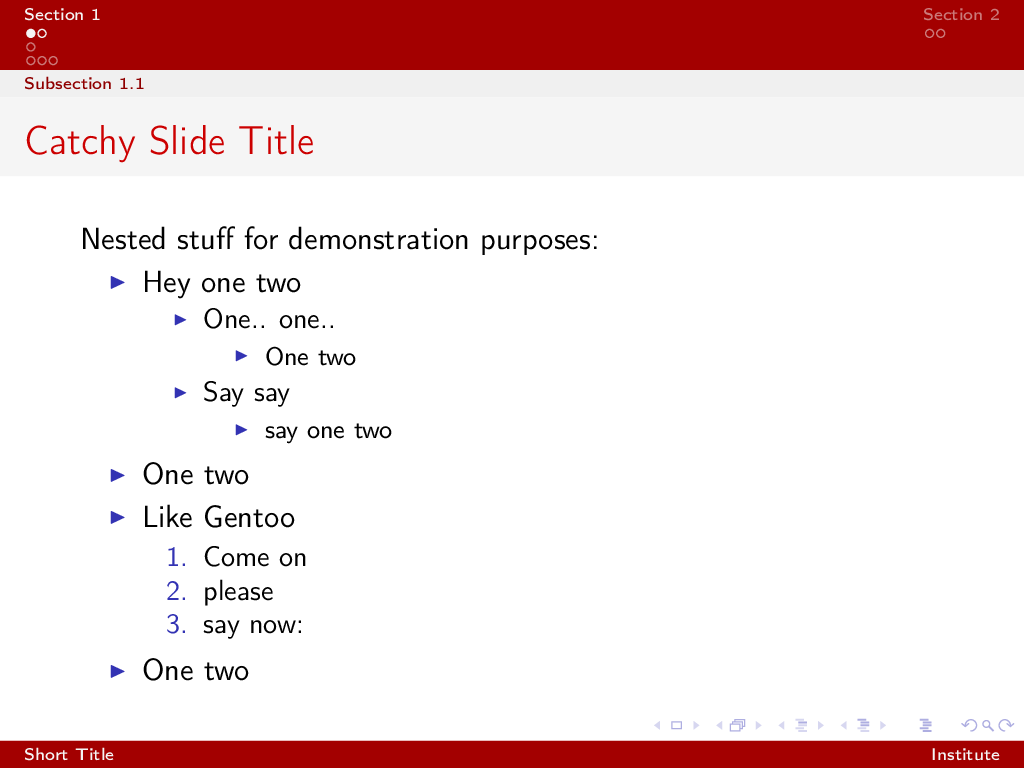 Section 1
Section 2
Subsection 1.1
Catchy Slide Title
Nested stuff for demonstration purposes:
Hey one two
One.. one..
One two
Say say
say one two
One two
Like Gentoo
1. Come on
2. please
3. say now:
One two
Short Title
Institute